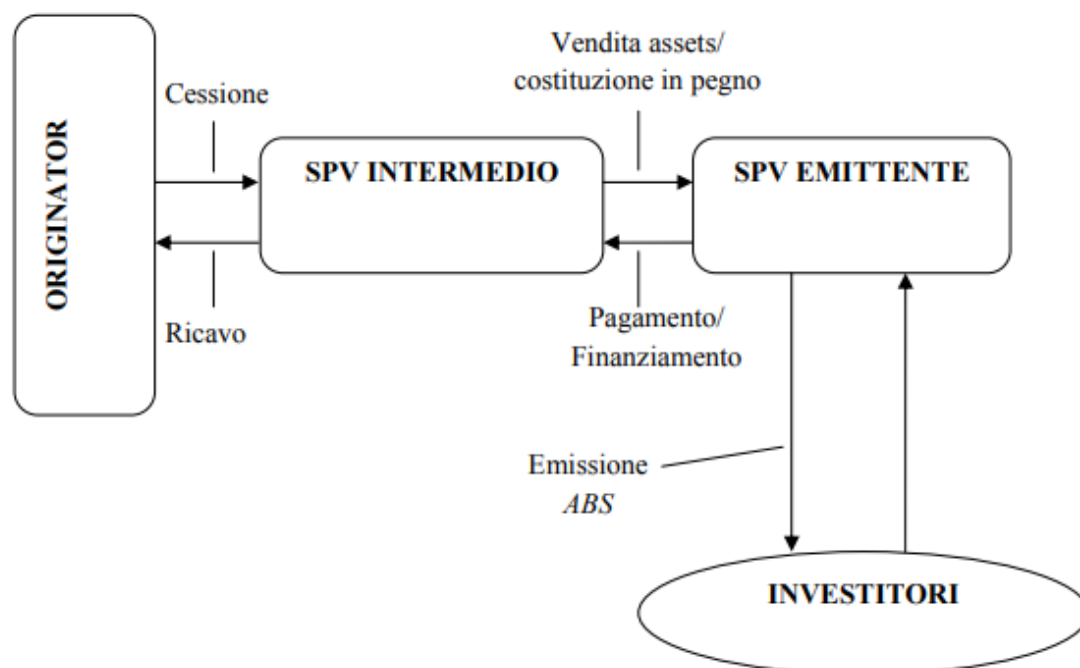 Vendita assets/
costituzione in pegno
Cessione
ORIGINATOR
SPV INTERMEDIO
SPV EMITTENTE
Ricavo
Pagamento/
Finanziamento
Emissione
ABS
INVESTITORI